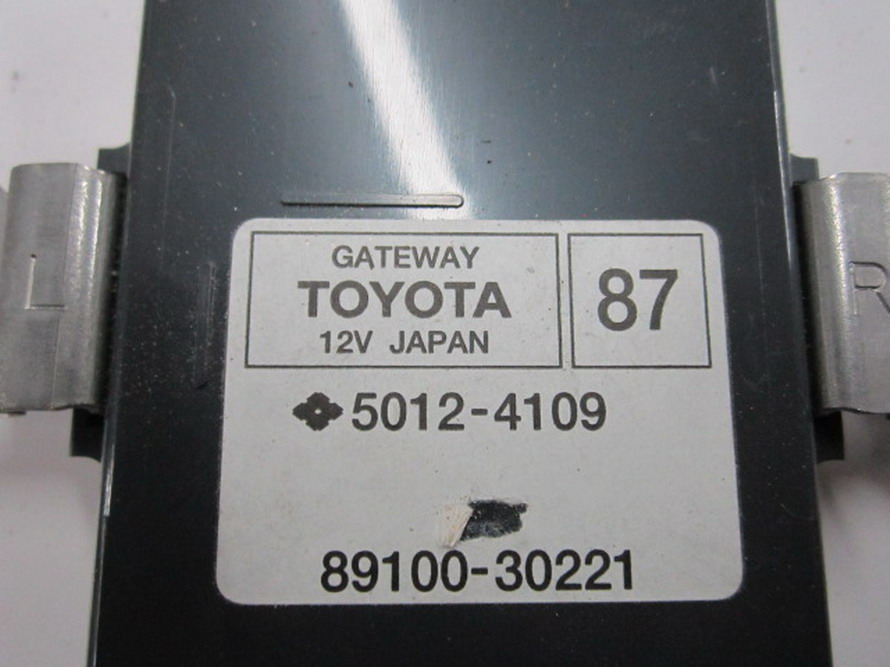 GATEWAY
TOYOTA
12V JAPAN
87
5012-4109
89100-30221
L
R